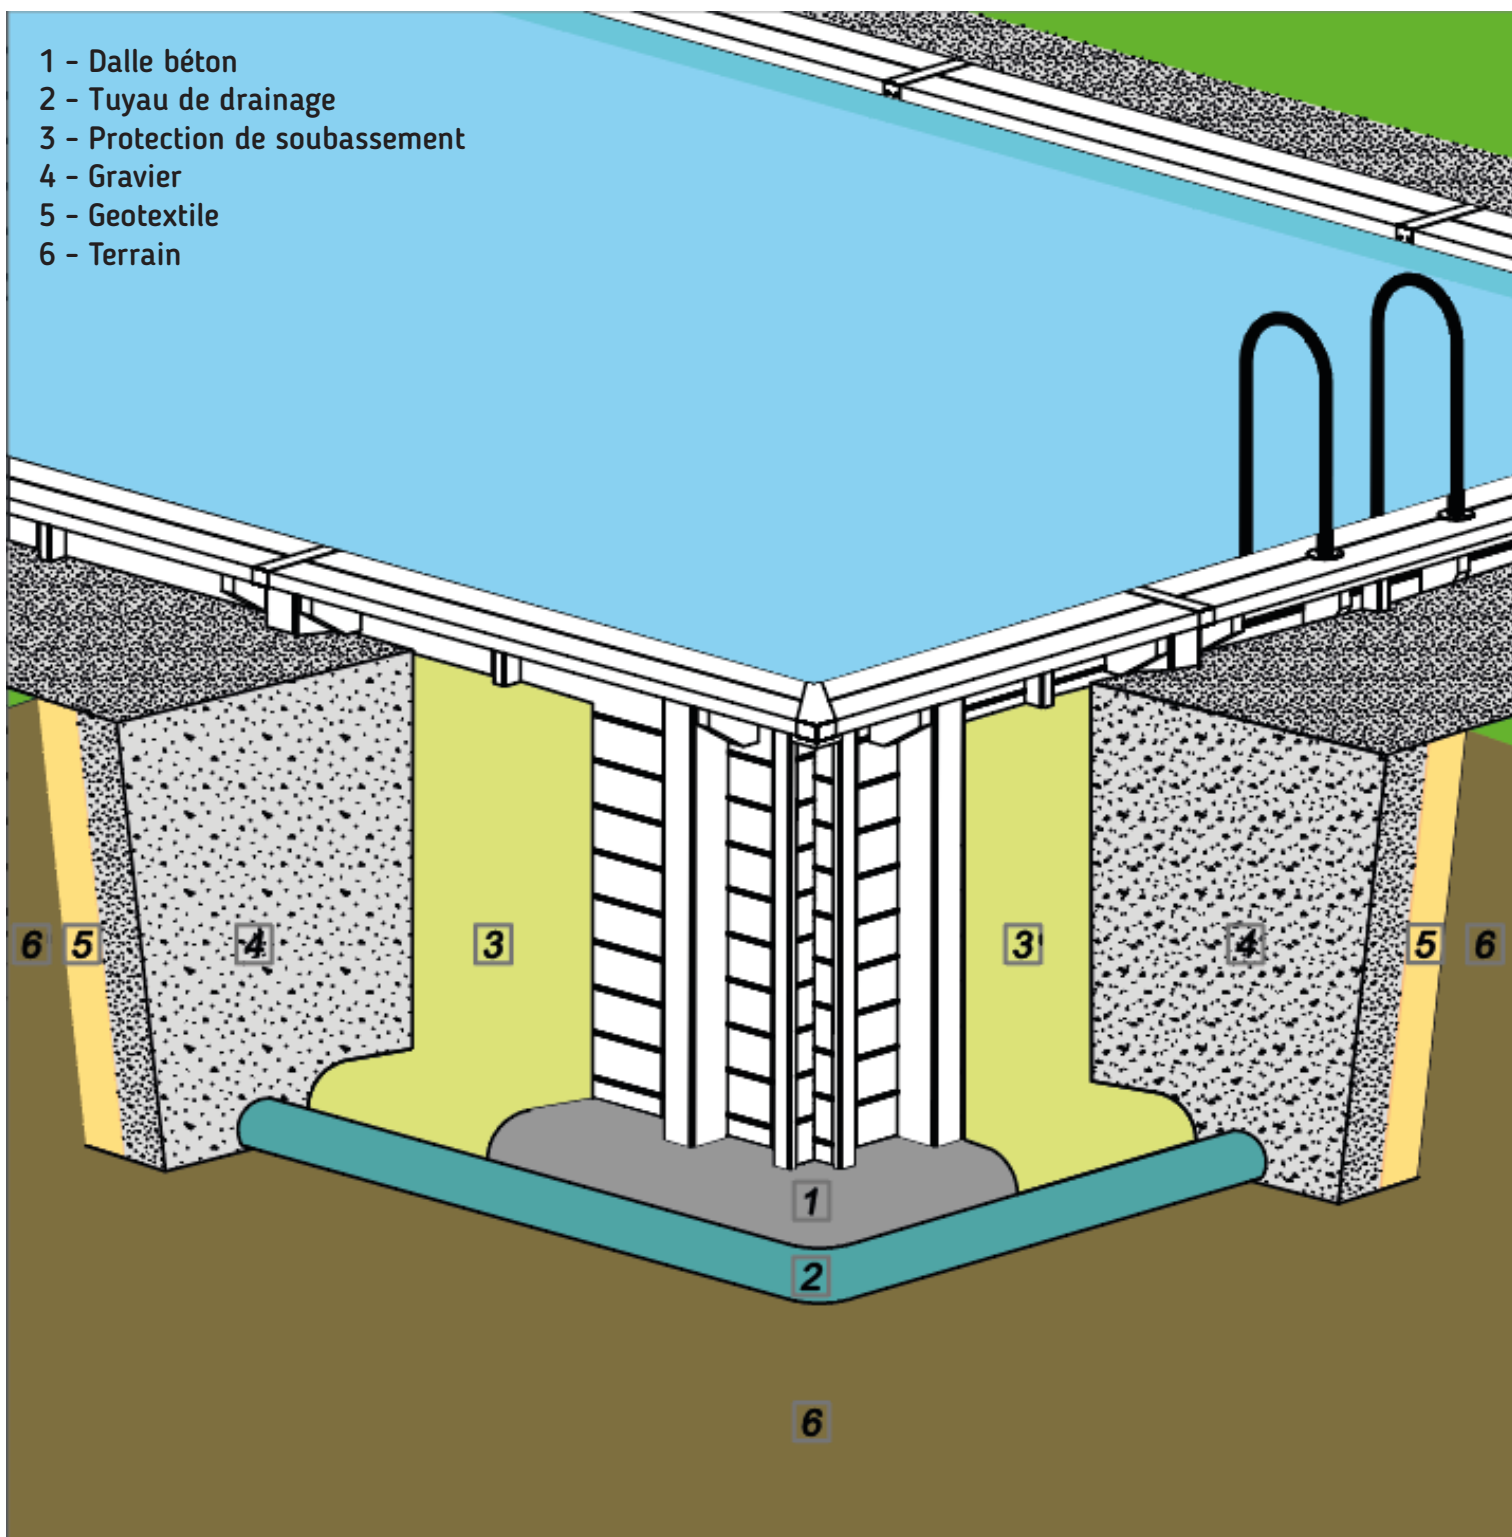 1 - Dalle béton
2 - Tuyau de drainage
3 - Protection de soubassement
4 - Gravier
5 - Geotextile
6 - Terrain
6 5 4 3 3 4 5 6
1
2
6